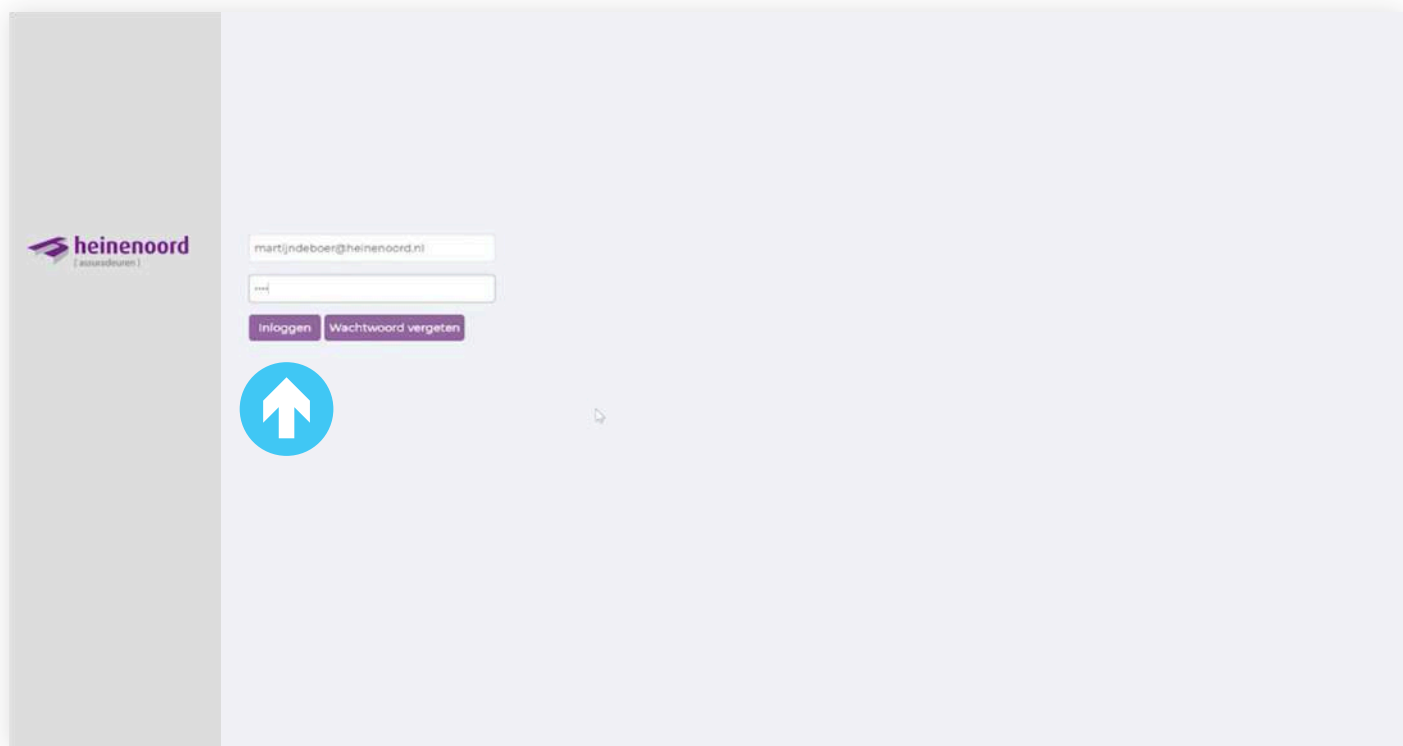 heinenoord
[ assuradeuren ]
martijndeboer@heinenoord.nl
••••
Inloggen
Wachtwoord vergeten